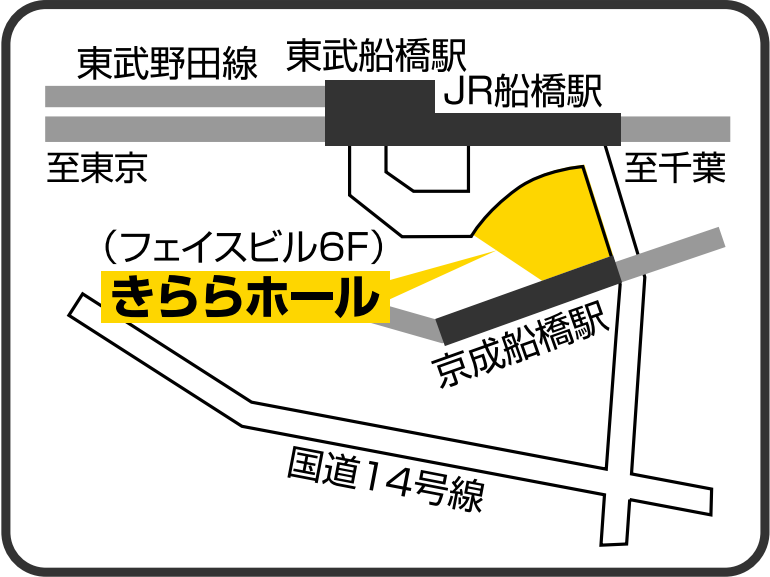 東武野田線
東武船橋駅
JR船橋駅
至東京
至千葉
（フェイスビル6F）
きららホール
京成船橋駅
国道14号線